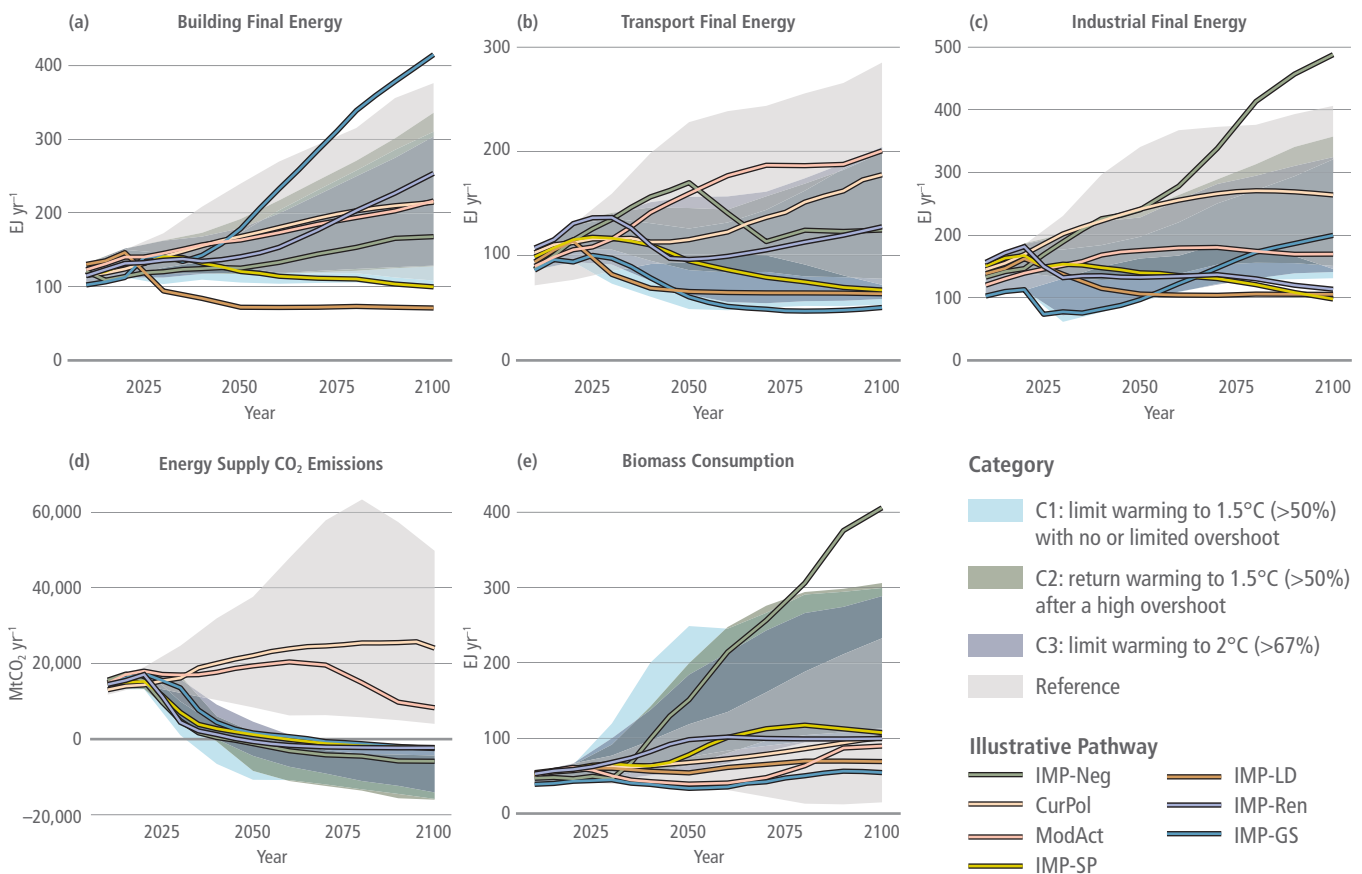 (a) Building Final Energy
400
300
200
100
0
EJ yr⁻¹
2025 2050 2075 2100
Year
(b) Transport Final Energy
300
200
100
0
EJ yr⁻¹
2025 2050 2075 2100
Year
(c) Industrial Final Energy
500
400
300
200
100
0
EJ yr⁻¹
2025 2050 2075 2100
Year
(d) Energy Supply CO₂ Emissions
60,000
40,000
20,000
0
–20,000
MtCO₂ yr⁻¹
2025 2050 2075 2100
Year
(e) Biomass Consumption
400
300
200
100
0
EJ yr⁻¹
2025 2050 2075 2100
Year
Category
C1: limit warming to 1.5°C (>50%)
with no or limited overshoot
C2: return warming to 1.5°C (>50%)
after a high overshoot
C3: limit warming to 2°C (>67%)
Reference
Illustrative Pathway
IMP-Neg
CurPol
ModAct
IMP-SP
IMP-LD
IMP-Ren
IMP-GS